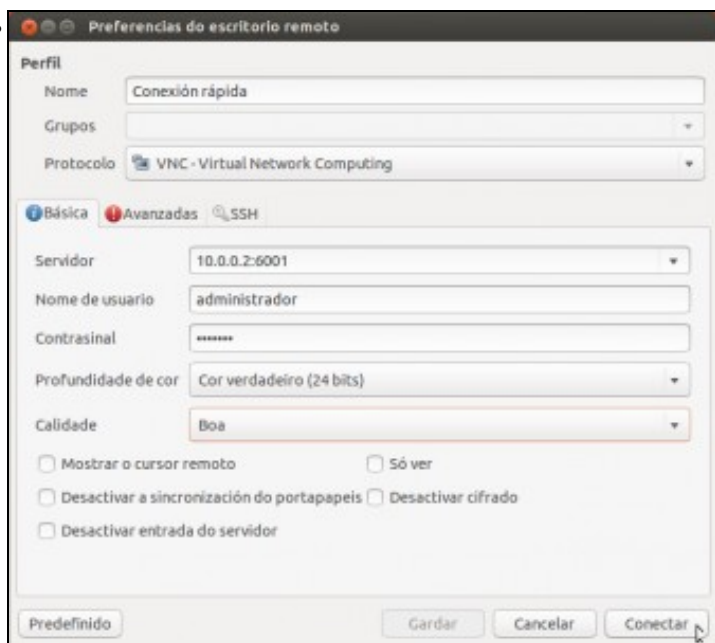 Preferencias do escritorio remoto
Perfil
Nome Conexión rápida
Grupos
Protocolo VNC - Virtual Network Computing
Básica Avanzadas SSH
Servidor 10.0.0.2:6001
Nome de usuario administrador
Contrasinal •••••••
Profundidade de cor Cor verdadeiro (24 bits)
Calidade Boa
Mostrar o cursor remoto Só ver
Desactivar a sincronización do portapapeis Desactivar cifrado
Desactivar entrada do servidor
Predefinido Gardar Cancelar Conectar